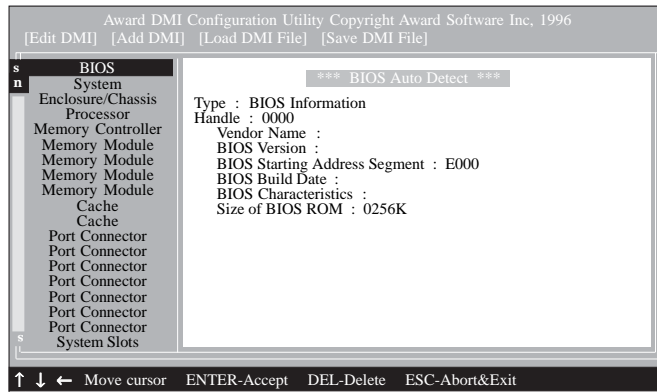 Award DMI Configuration Utility Copyright Award Software Inc, 1996
[Edit DMI] [Add DMI] [Load DMI File] [Save DMI File]
s
n
BIOS
System
Enclosure/Chassis
Processor
Memory Controller
Memory Module
Memory Module
Memory Module
Memory Module
Cache
Cache
Port Connector
Port Connector
Port Connector
Port Connector
Port Connector
Port Connector
Port Connector
System Slots
s
*** BIOS Auto Detect ***
Type : BIOS Information
Handle : 0000
Vendor Name :
BIOS Version :
BIOS Starting Address Segment : E000
BIOS Build Date :
BIOS Characteristics :
Size of BIOS ROM : 0256K
↑ ↓ ← Move cursor ENTER-Accept DEL-Delete ESC-Abort&Exit